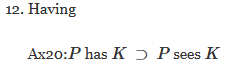 12. Having
Ax20:P has K ⊃ P sees K